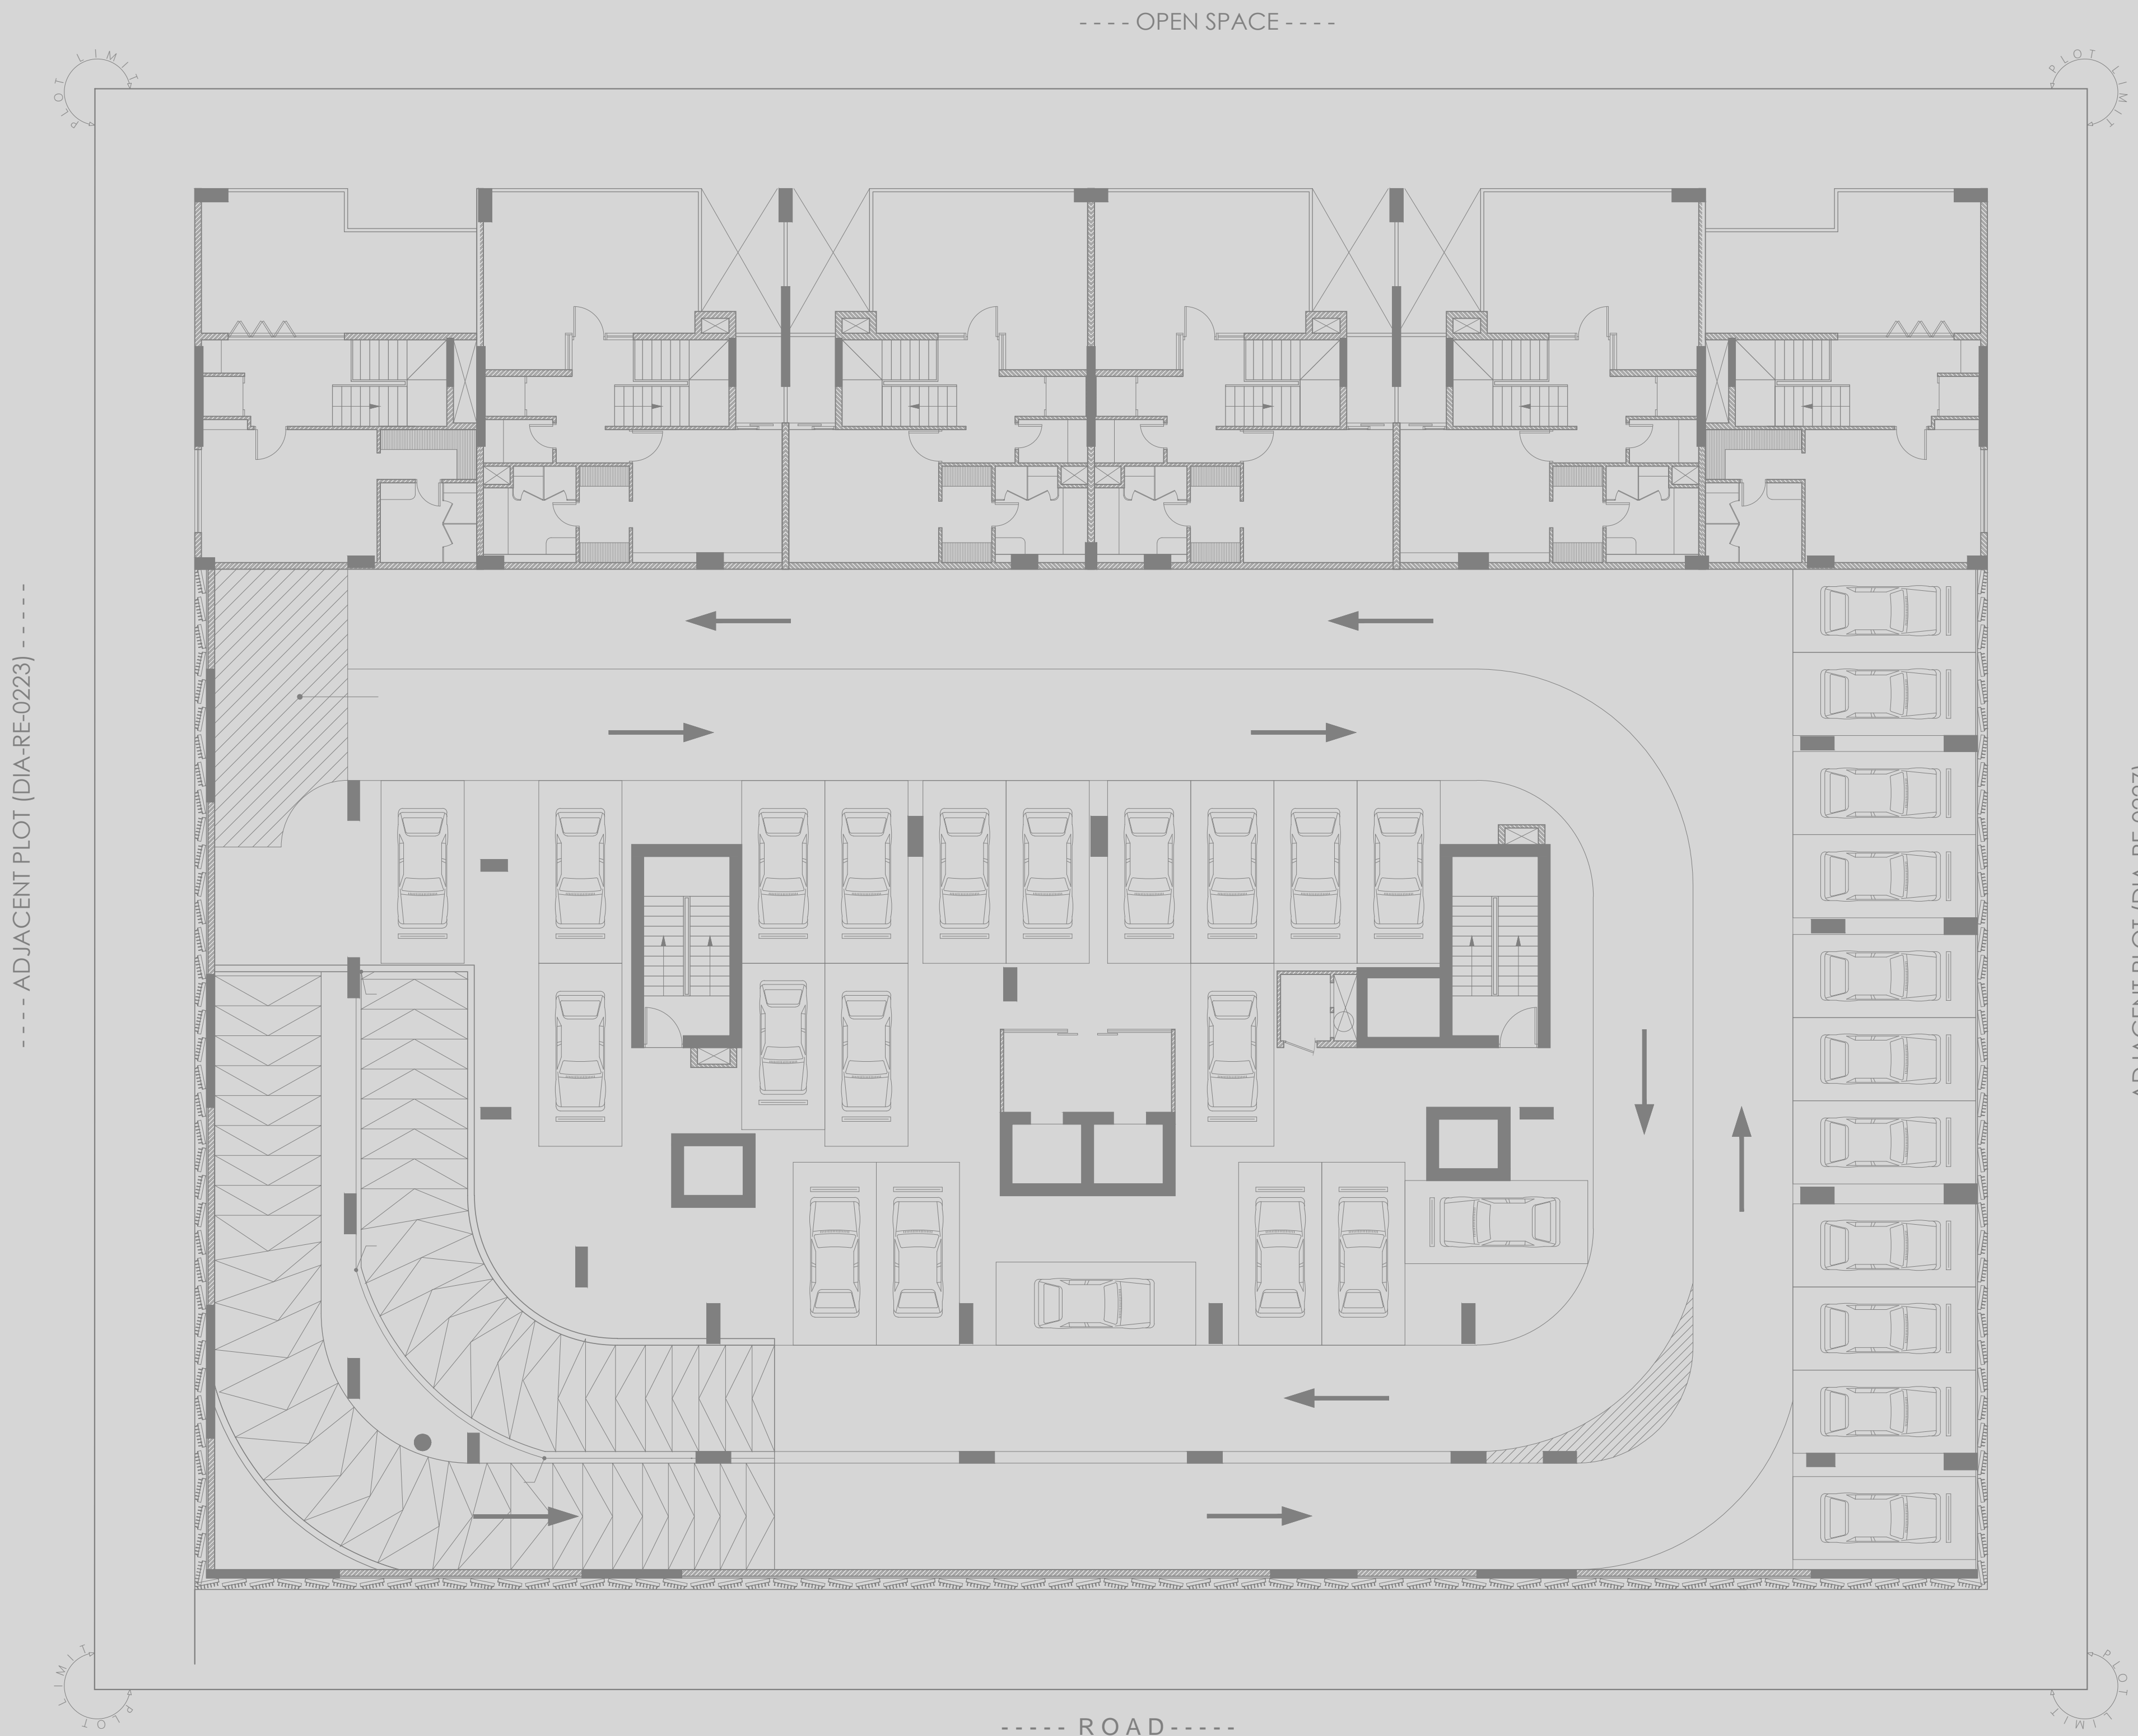 - - - - OPEN SPACE - - - -
PLOT LIMIT
PLOT LIMIT
- - - - ADJACENT PLOT (DIA-RE-0223) - - - - -
PLOT LIMIT
PLOT LIMIT
- - - - - ROAD- - - - -